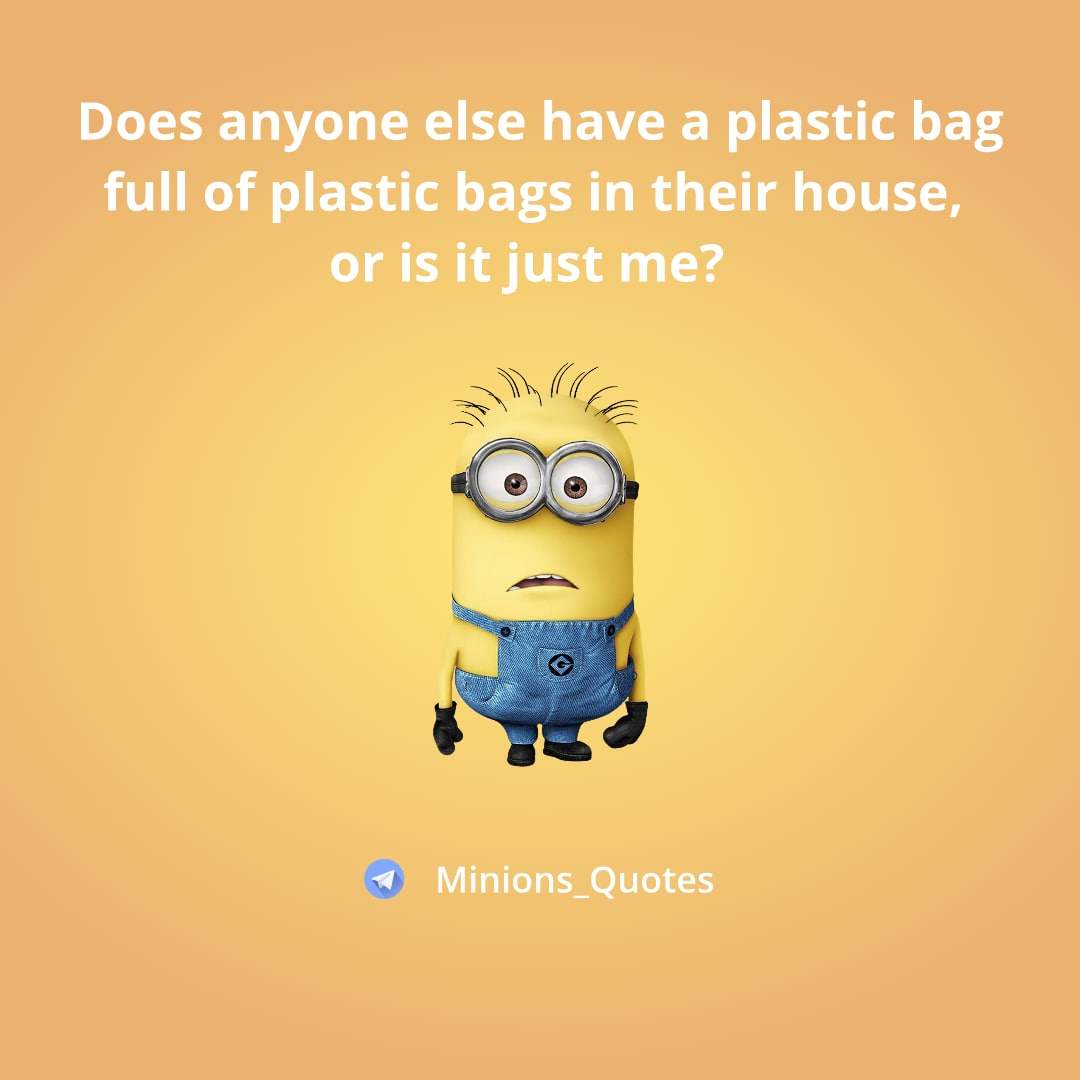 Does anyone else have a plastic bag
full of plastic bags in their house,
or is it just me?
Minions_Quotes